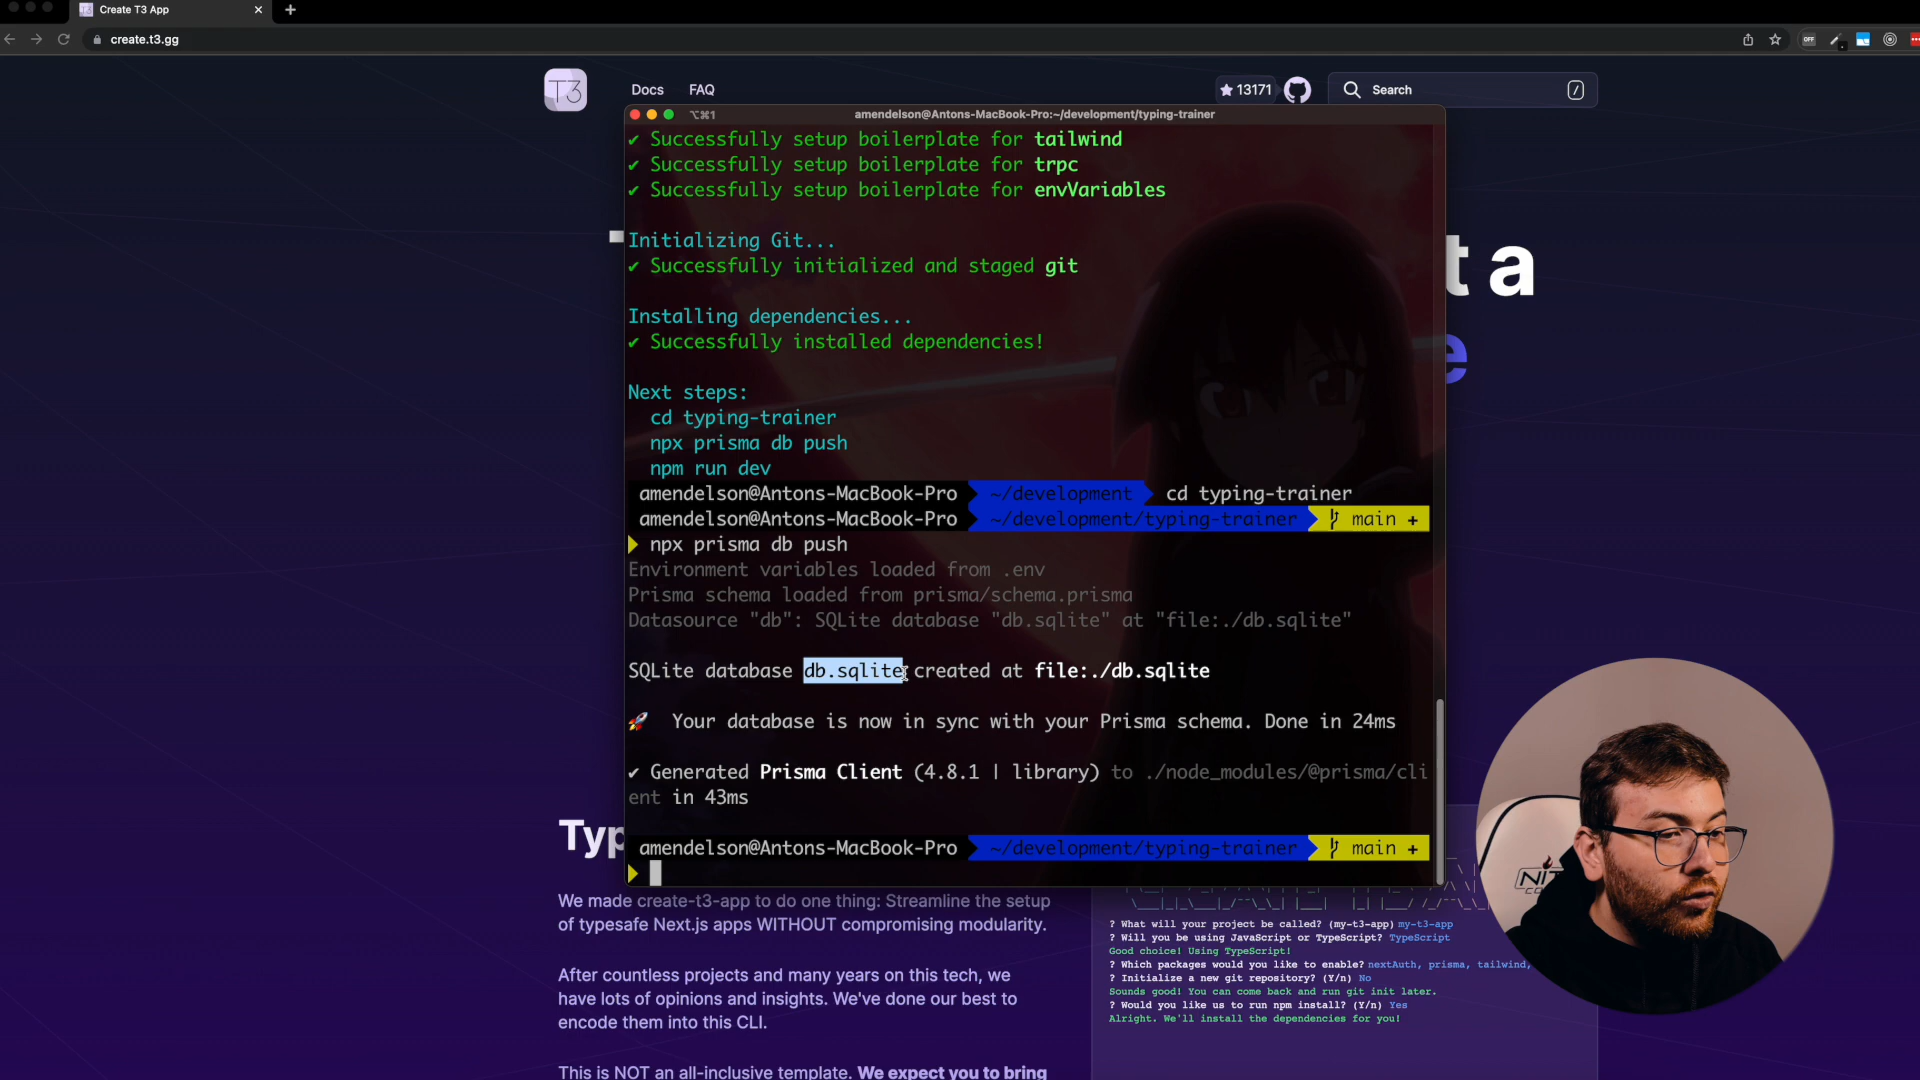 Create T3 App
create.t3.gg
T3
Docs FAQ
13171
Search /
⌥⌘1 amendelson@Antons-MacBook-Pro:~/development/typing-trainer
✔ Successfully setup boilerplate for tailwind
✔ Successfully setup boilerplate for trpc
✔ Successfully setup boilerplate for envVariables
Initializing Git...
✔ Successfully initialized and staged git
t a
Installing dependencies...
✔ Successfully installed dependencies!
e
Next steps:
cd typing-trainer
npx prisma db push
npm run dev
amendelson@Antons-MacBook-Pro ~/development cd typing-trainer
amendelson@Antons-MacBook-Pro ~/development/typing-trainer main +
npx prisma db push
Environment variables loaded from .env
Prisma schema loaded from prisma/schema.prisma
Datasource "db": SQLite database "db.sqlite" at "file:./db.sqlite"
SQLite database db.sqlite created at file:./db.sqlite
🚀 Your database is now in sync with your Prisma schema. Done in 24ms
✔ Generated Prisma Client (4.8.1 | library) to ./node_modules/@prisma/cli
ent in 43ms
amendelson@Antons-MacBook-Pro ~/development/typing-trainer main +
Typ
We made create-t3-app to do one thing: Streamline the setup
of typesafe Next.js apps WITHOUT compromising modularity.
After countless projects and many years on this tech, we
have lots of opinions and insights. We've done our best to
encode them into this CLI.
This is NOT an all-inclusive template. We expect you to bring
? What will your project be called? (my-t3-app) my-t3-app
? Will you be using JavaScript or TypeScript? TypeScript
Good choice! Using TypeScript!
? Which packages would you like to enable? nextAuth, prisma, tailwind,
? Initialize a new git repository? (Y/n) No
Sounds good! You can come back and run git init later.
? Would you like us to run npm install? (Y/n) Yes
Alright. We'll install the dependencies for you!